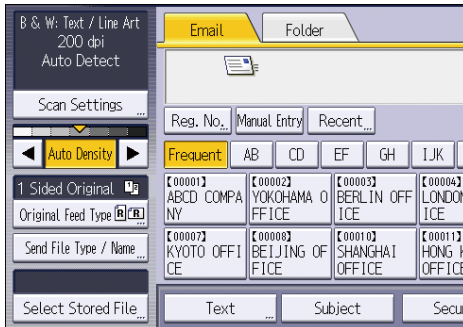 B & W: Text / Line Art
200 dpi
Auto Detect
Scan Settings
Auto Density
1 Sided Original
Original Feed Type
Send File Type / Name
Select Stored File
Email
Folder
Reg. No.
Manual Entry
Recent
Frequent
AB
CD
EF
GH
IJK
[00001]
ABCD COMPA
NY
[00002]
YOKOHAMA O
FFICE
[00003]
BERLIN OFF
ICE
[00004]
LONDON
ICE
[00007]
KYOTO OFFI
CE
[00008]
BEIJING OF
FICE
[00010]
SHANGHAI
OFFICE
[00011]
HONG K
OFFICE
Text
Subject
Secu